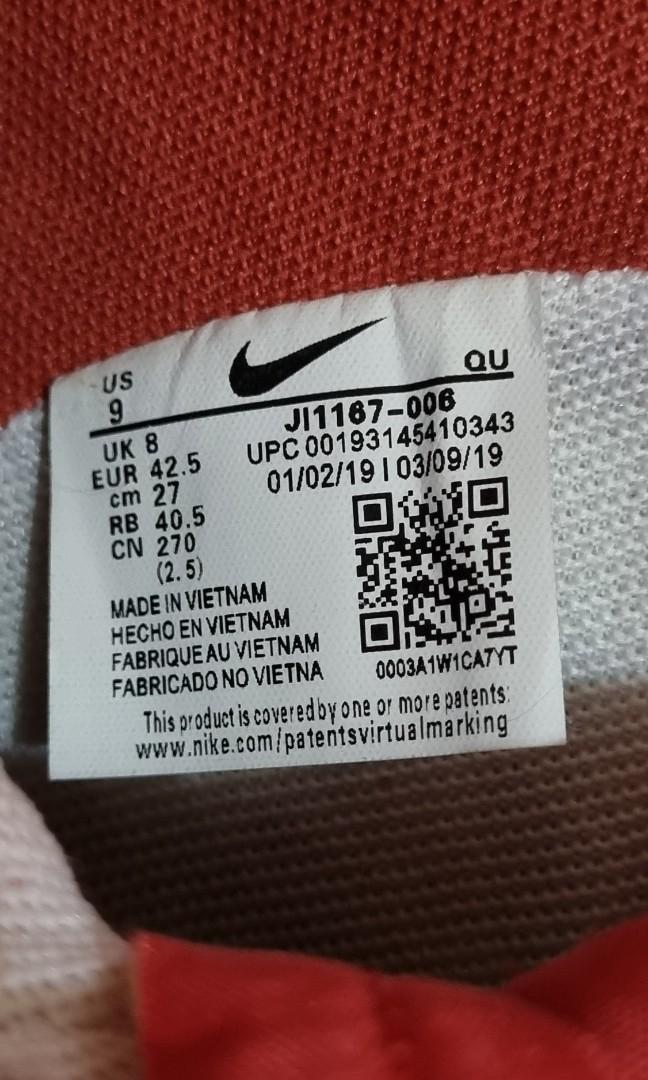 US
9
QU
JI1167-006
UPC 00193145410343
01/02/19 | 03/09/19
UK 8
EUR 42.5
cm 27
RB 40.5
CN 270
(2.5)
MADE IN VIETNAM
HECHO EN VIETNAM
FABRIQUE AU VIETNAM
FABRICADO NO VIETNA
0003A1W1CA7YT
This product is covered by one or more patents:
www.nike.com/patentsvirtualmarking